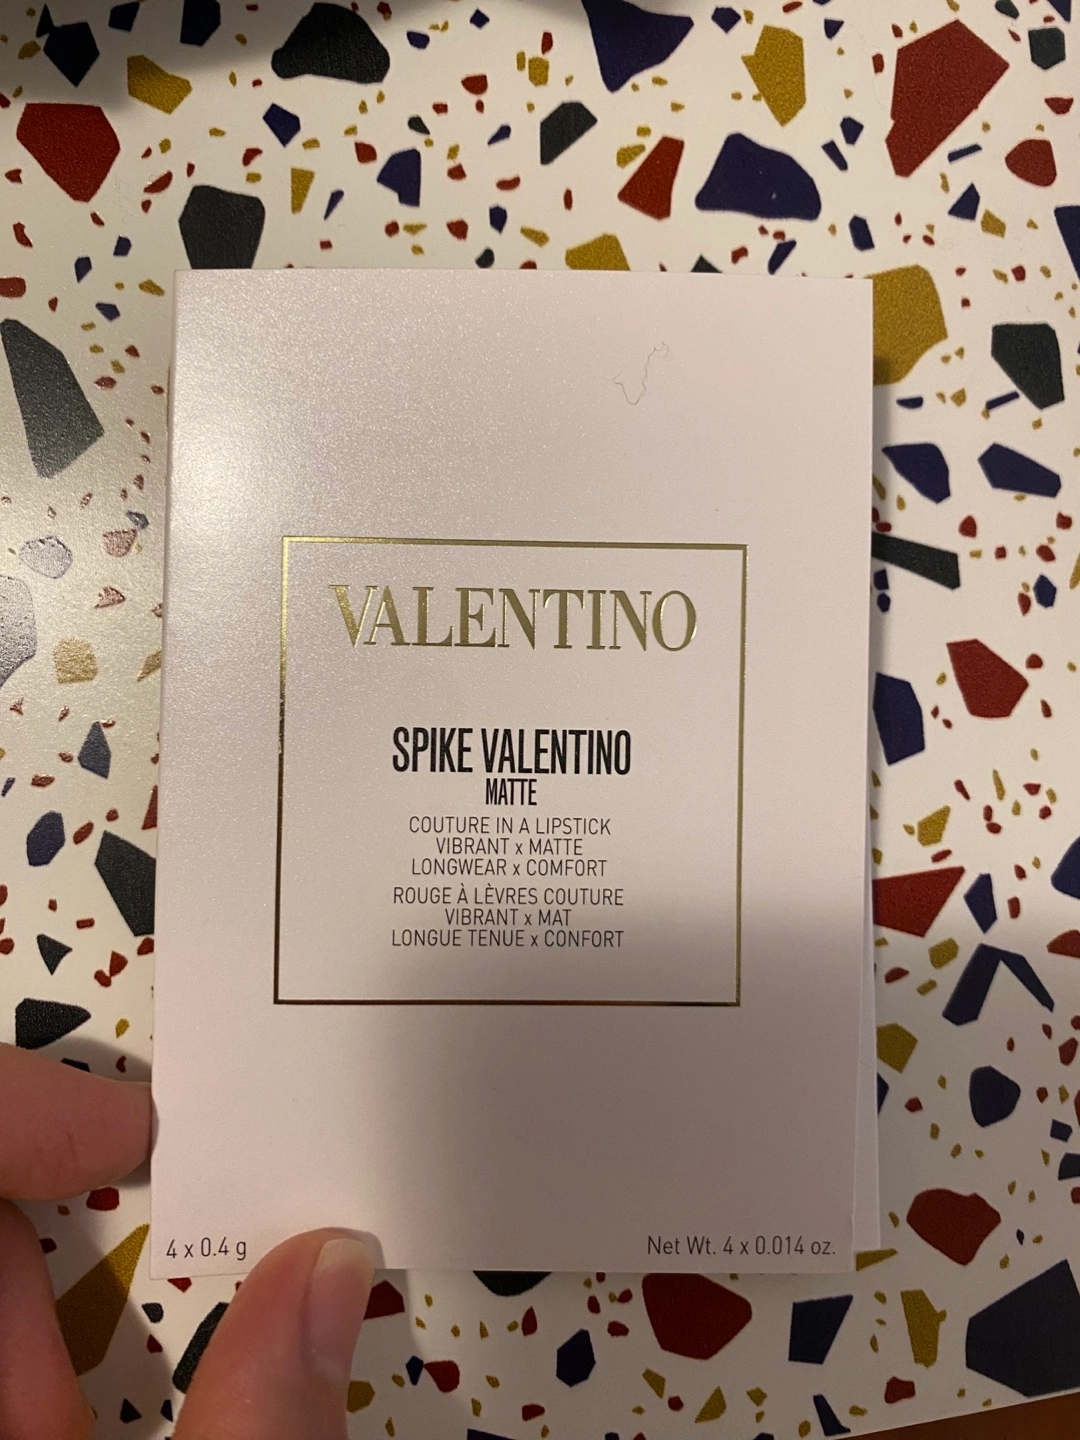 VALENTINO
SPIKE VALENTINO
MATTE
COUTURE IN A LIPSTICK
VIBRANT x MATTE
LONGWEAR x COMFORT
ROUGE À LÈVRES COUTURE
VIBRANT x MAT
LONGUE TENUE x CONFORT
4 x 0.4 g
Net Wt. 4 x 0.014 oz.